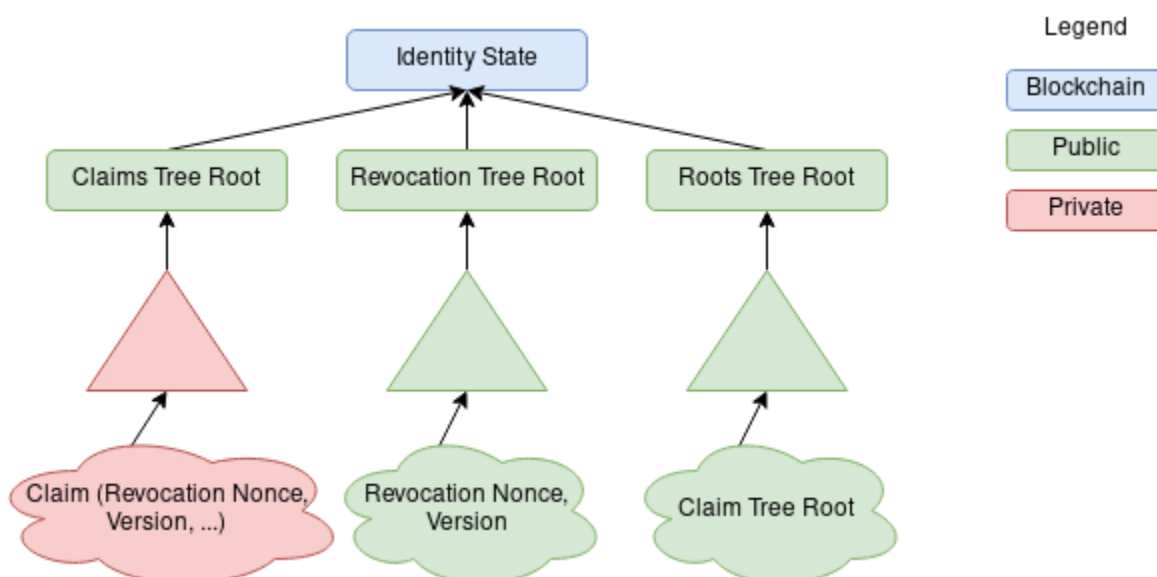 Legend
Identity State
Blockchain
Claims Tree Root
Revocation Tree Root
Roots Tree Root
Public
Private
Claim (Revocation Nonce,
Version, ...)
Revocation Nonce,
Version
Claim Tree Root